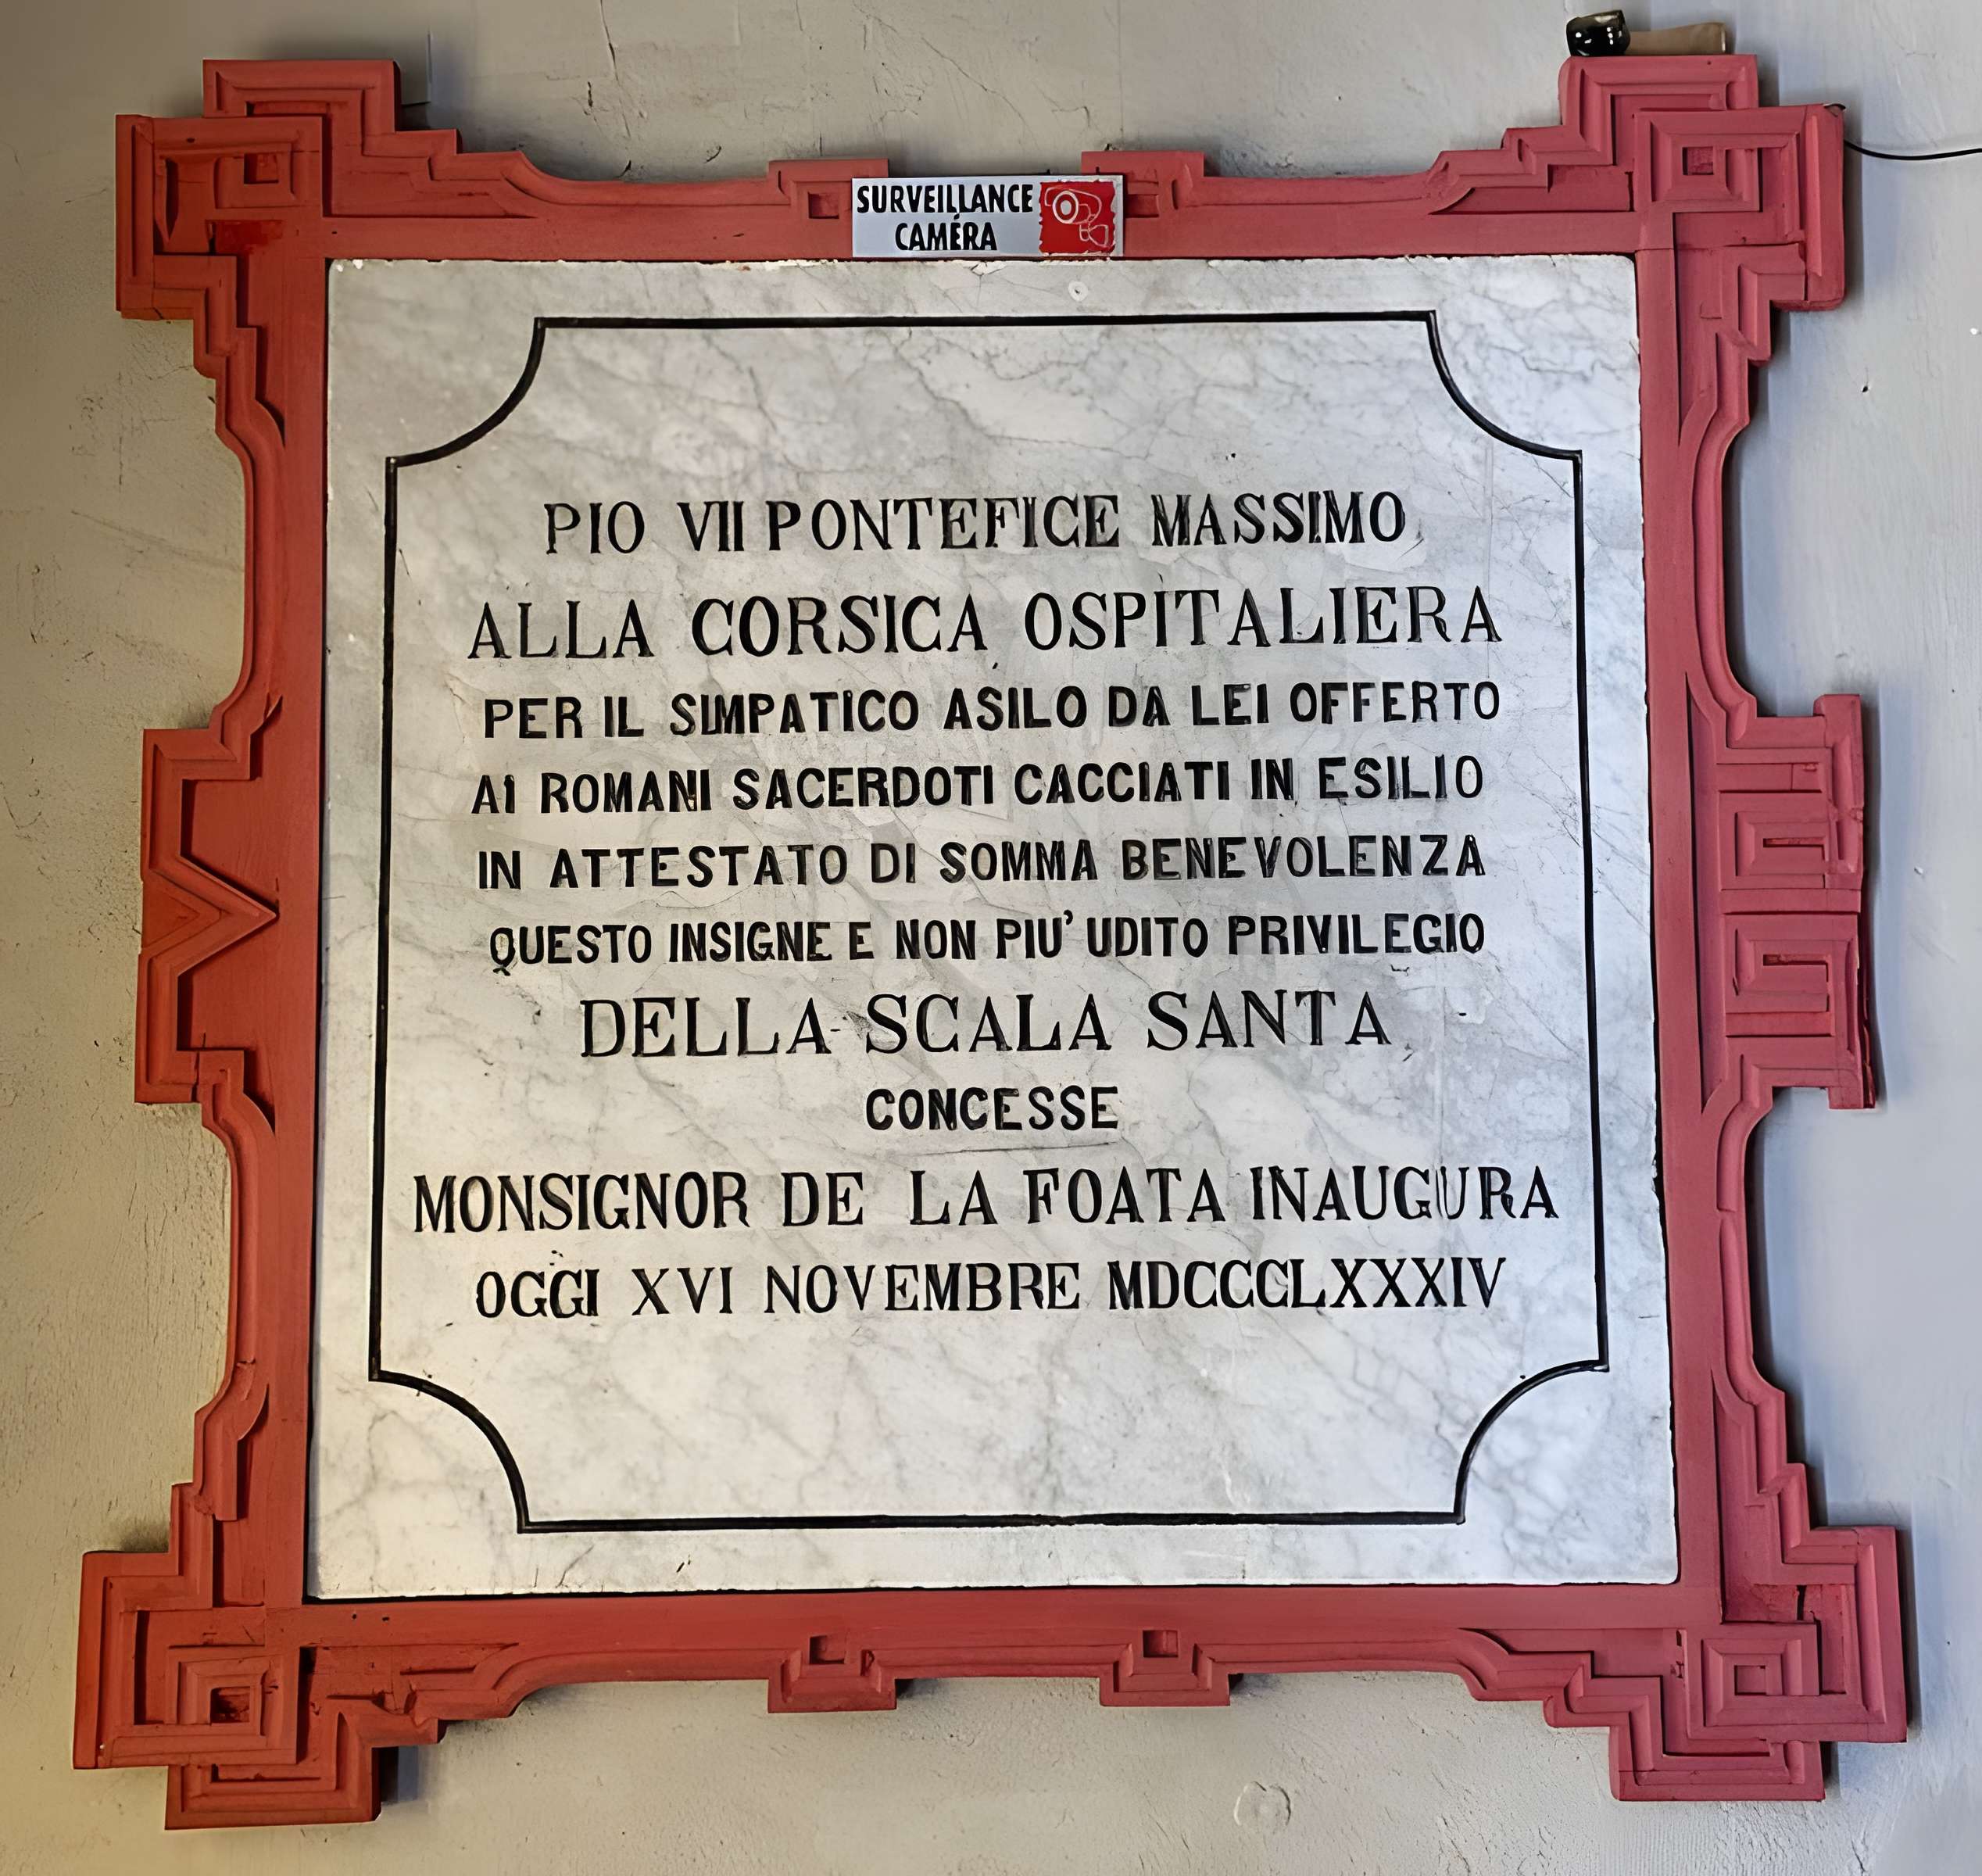 SURVEILLANCE
CAMÉRA
PIO VII PONTEFICE MASSIMO
ALLA CORSICA OSPITALIERA
PER IL SIMPATICO ASILO DA LEI OFFERTO
AI ROMANI SACERDOTI CACCIATI IN ESILIO
IN ATTESTATO DI SOMMA BENEVOLENZA
QUESTO INSIGNE E NON PIU' UDITO PRIVILEGIO
DELLA SCALA SANTA
CONCESSE
MONSIGNOR DE LA FOATA INAUGURA
OGGI XVI NOVEMBRE MDCCCLXXXIV